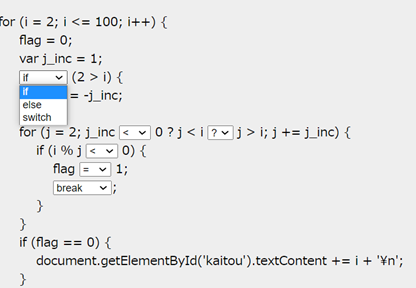 for (i = 2; i <= 100; i++) {
flag = 0;
var j_inc = 1;
if (2 > i) {
if
else = -j_inc;
switch
for (j = 2; j_inc < 0 ? j < i ? j > i; j += j_inc) {
if (i % j < 0) {
flag = 1;
break ;
}
}
if (flag == 0) {
document.getElementById('kaitou').textContent += i + '¥n';
}